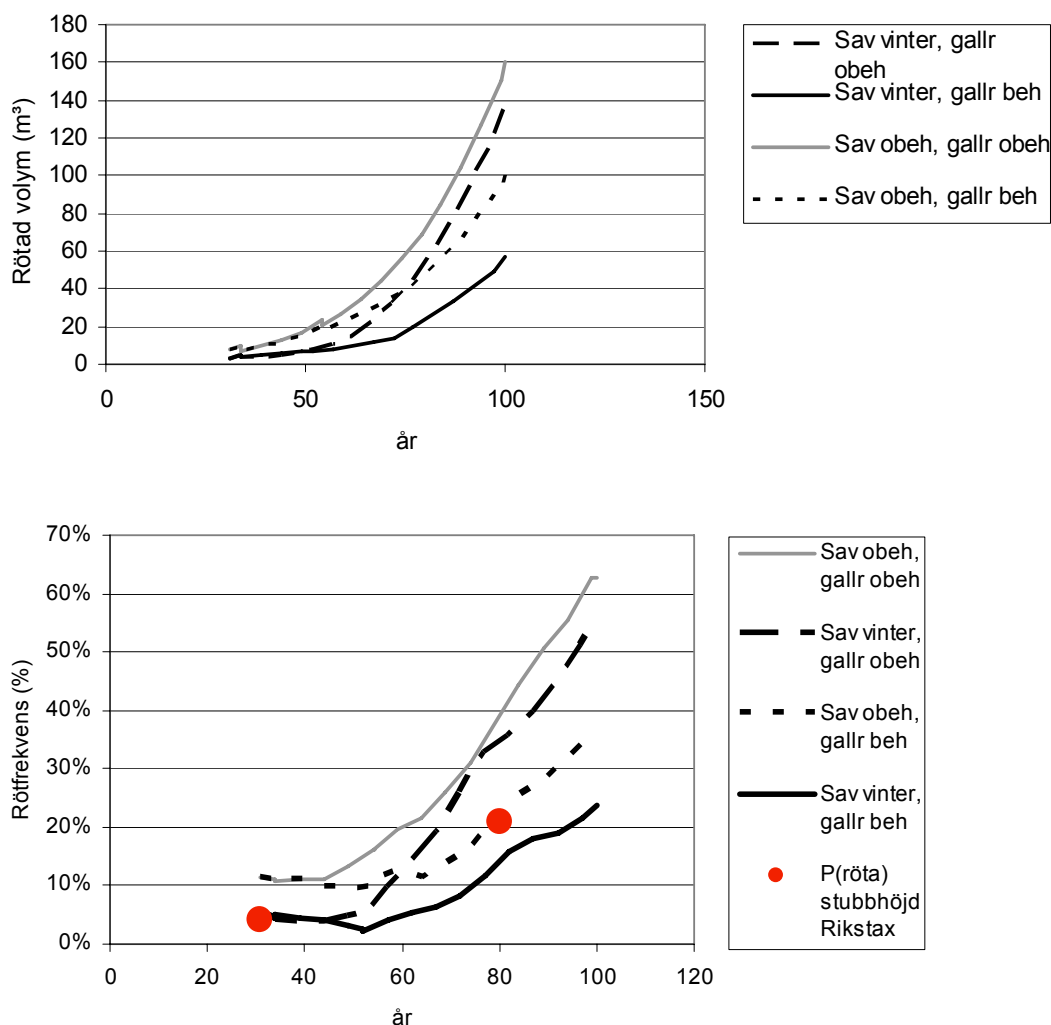 180
160
140
120
100
80
60
40
20
0
Rötad volym (m³)
0
50
100
150
år
Sav vinter, gallr
obeh
Sav vinter, gallr beh
Sav obeh, gallr obeh
Sav obeh, gallr beh
70%
60%
50%
40%
30%
20%
10%
0%
Rötfrekvens (%)
0
20
40
60
80
100
120
år
Sav obeh,
gallr obeh
Sav vinter,
gallr obeh
Sav obeh,
gallr beh
Sav vinter,
gallr beh
P(röta)
stubbhöjd
Rikstax